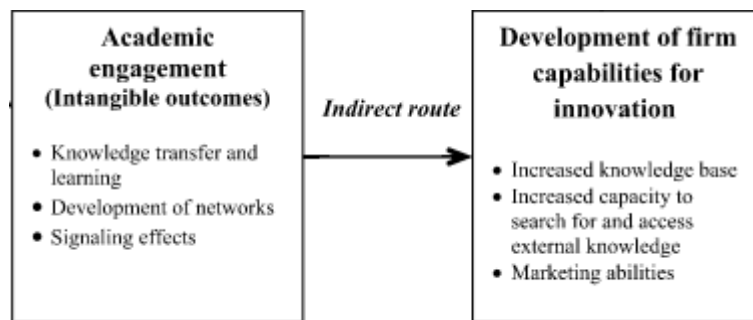 Academic
engagement
(Intangible outcomes)
• Knowledge transfer and
learning
• Development of networks
• Signaling effects
Indirect route
Development of firm
capabilities for
innovation
• Increased knowledge base
• Increased capacity to
search for and access
external knowledge
• Marketing abilities